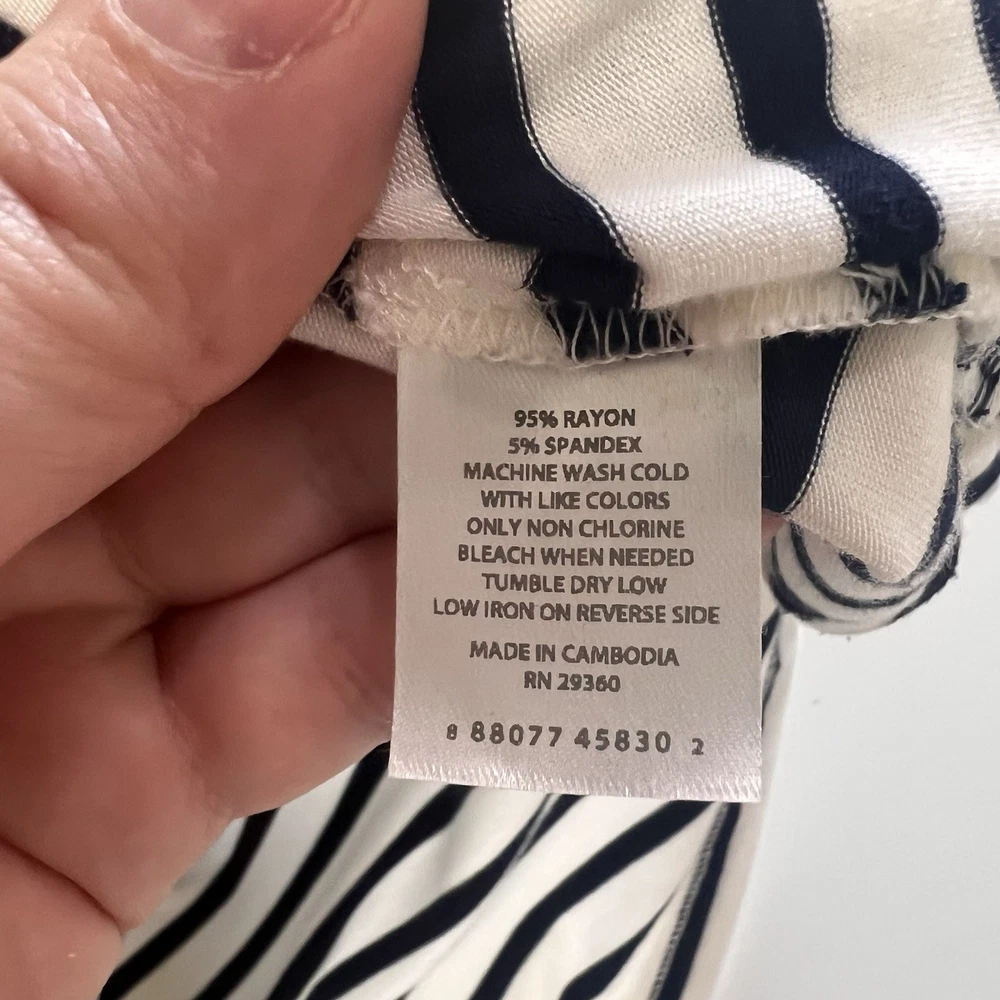 95% RAYON
5% SPANDEX
MACHINE WASH COLD
WITH LIKE COLORS
ONLY NON CHLORINE
BLEACH WHEN NEEDED
TUMBLE DRY LOW
LOW IRON ON REVERSE SIDE
MADE IN CAMBODIA
RN 29360
8 88077 45830 2